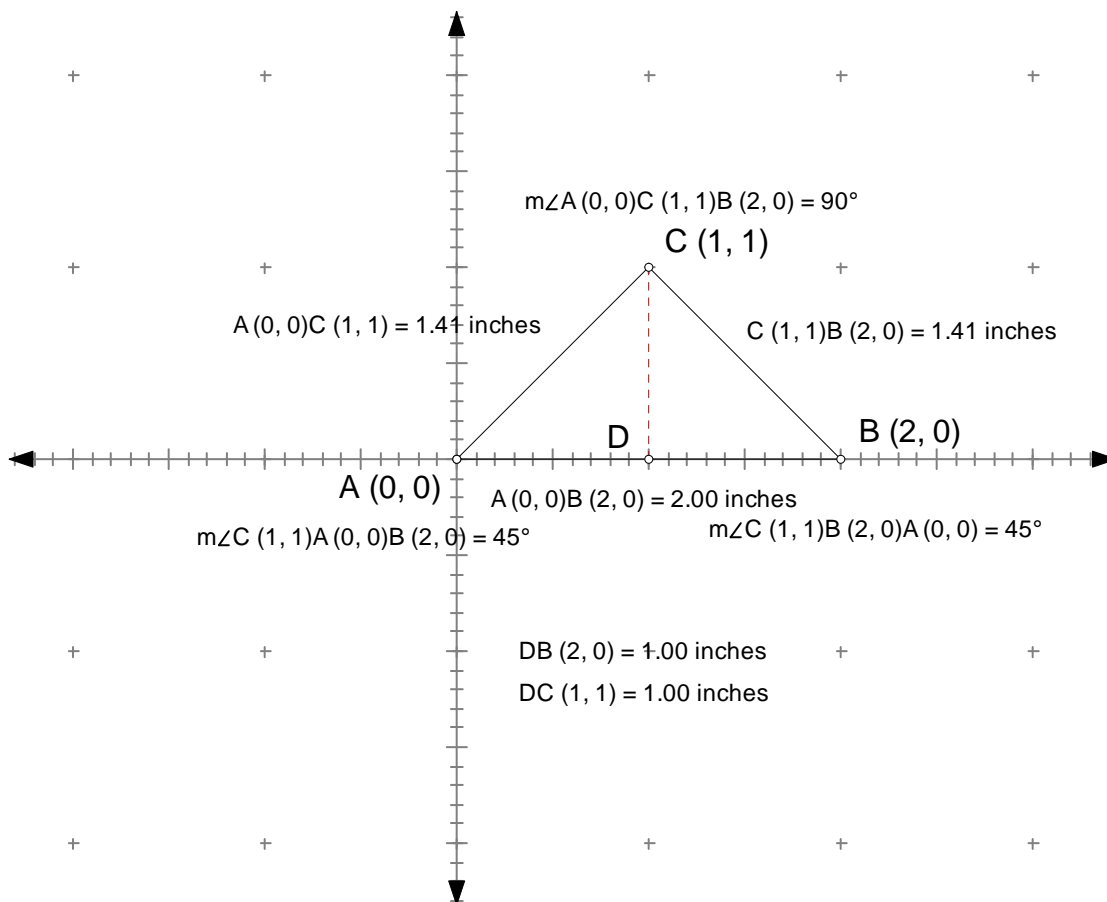 m∠A (0, 0)C (1, 1)B (2, 0) = 90°
C (1, 1)
A (0, 0)C (1, 1) = 1.41 inches
C (1, 1)B (2, 0) = 1.41 inches
D
B (2, 0)
A (0, 0)
A (0, 0)B (2, 0) = 2.00 inches
m∠C (1, 1)A (0, 0)B (2, 0) = 45°
m∠C (1, 1)B (2, 0)A (0, 0) = 45°
DB (2, 0) = 1.00 inches
DC (1, 1) = 1.00 inches